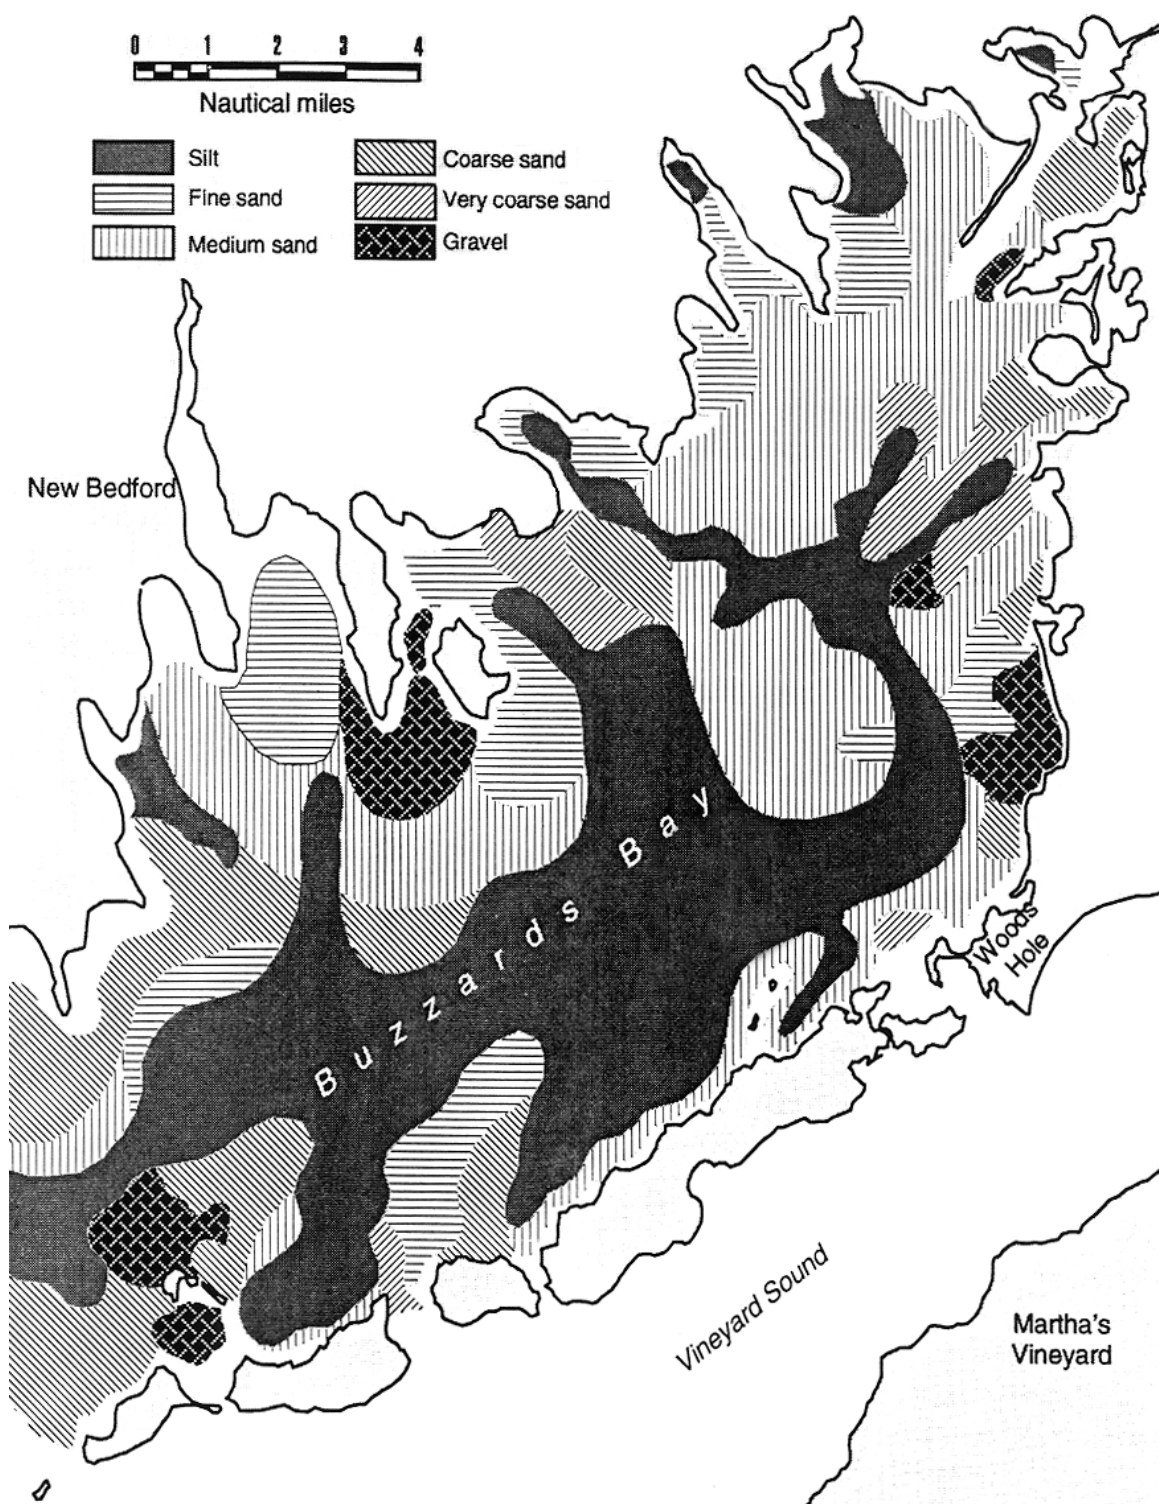 0 1 2 3 4
Nautical miles
Silt
Fine sand
Medium sand
Coarse sand
Very coarse sand
Gravel
New Bedford
Buzzards Bay
Woods
Hole
Vineyard Sound
Martha's
Vineyard